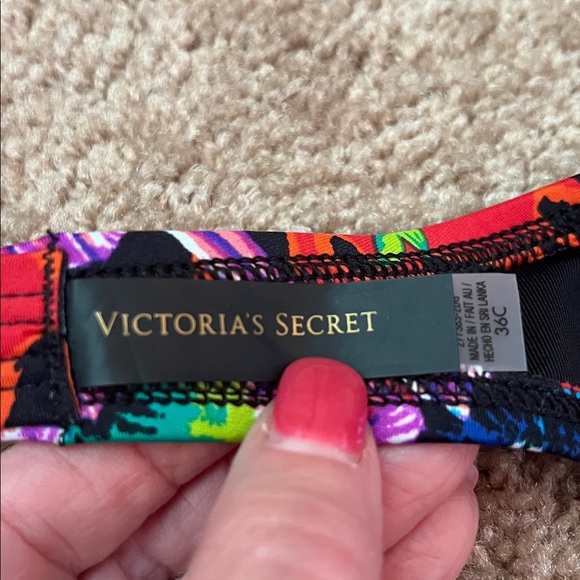 VICTORIA'S SECRET
MADE IN / FAIT AU /
HECHO EN SRI LANKA
36C